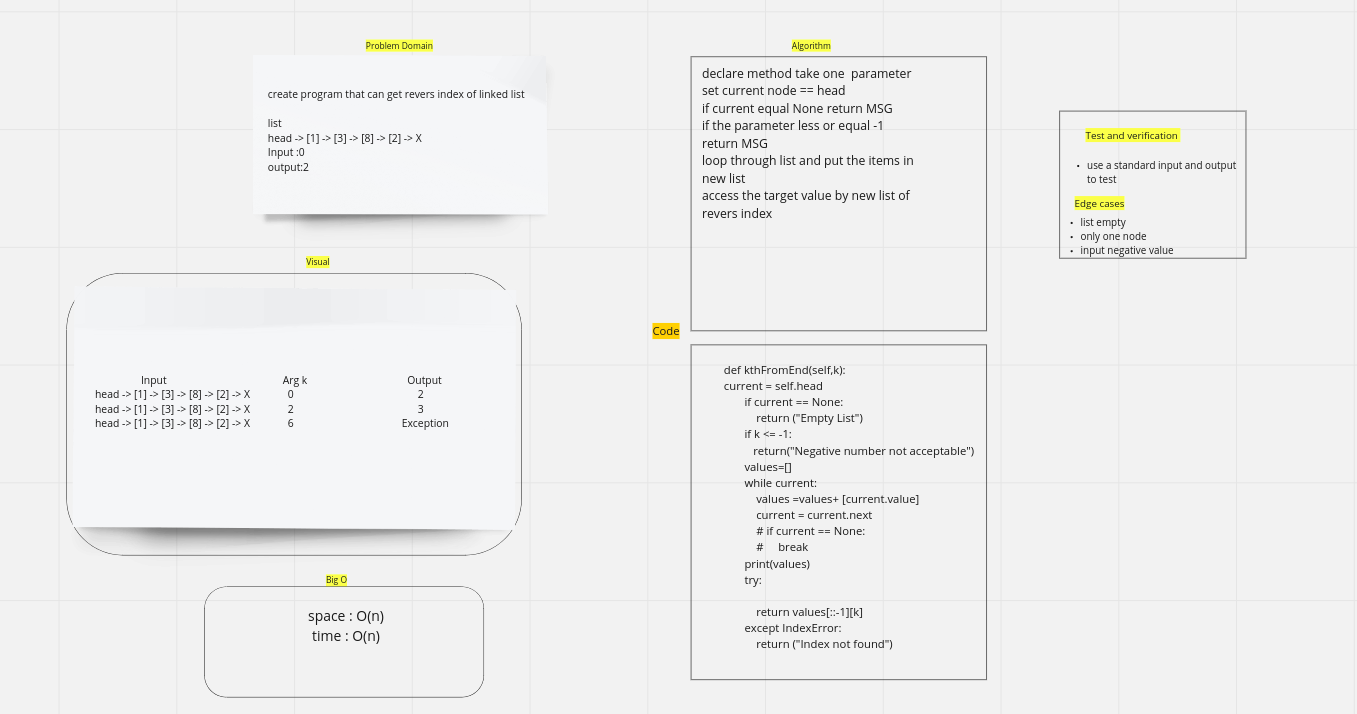 Problem Domain
create program that can get revers index of linked list
list
head -> [1] -> [3] -> [8] -> [2] -> X
Input :0
output:2
Visual
Input Arg k Output
head -> [1] -> [3] -> [8] -> [2] -> X 0 2
head -> [1] -> [3] -> [8] -> [2] -> X 2 3
head -> [1] -> [3] -> [8] -> [2] -> X 6 Exception
Big O
space : O(n)
time : O(n)
Algorithm
declare method take one  parameter
set current node == head
if current equal None return MSG
if the parameter less or equal -1
return MSG
loop through list and put the items in
new list
access the target value by new list of
revers index
Code
def kthFromEnd(self,k):
current = self.head
if current == None:
return ("Empty List")
if k <= -1:
return("Negative number not acceptable")
values=[]
while current:
values =values+ [current.value]
current = current.next
# if current == None:
#     break
print(values)
try:
return values[::-1][k]
except IndexError:
return ("Index not found")
Test and verification
• use a standard input and output
to test
Edge cases
• list empty
• only one node
• input negative value